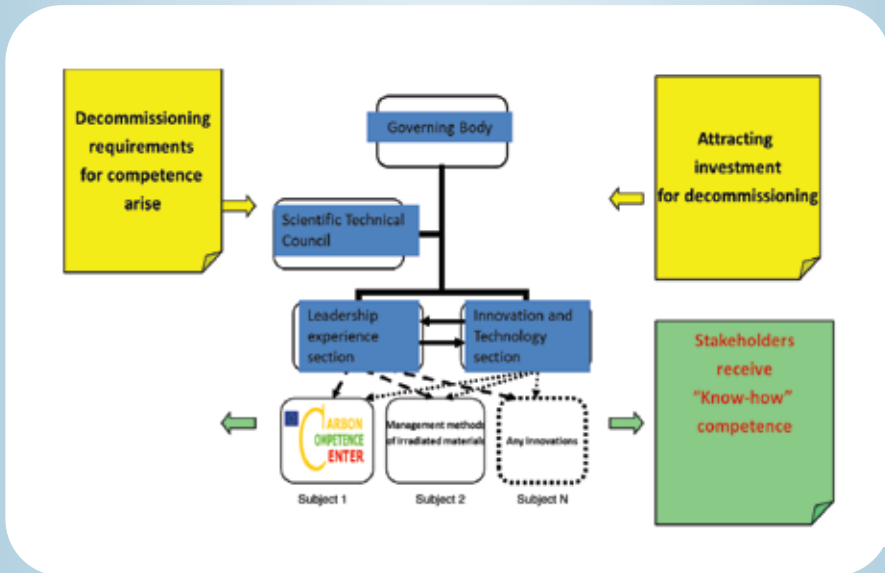 Decommissioning
requirements
for competence
arise
Governing Body
Attracting
investment
for decommissioning
Scientific Technical
Council
Leadership
experience
section
Innovation and
Technology
section
Stakeholders
receive
"Know-how"
competence
CARBON
COMPETENCE
CENTER
Management methods
of irradiated materials
Any Innovations
Subject 1
Subject 2
Subject N